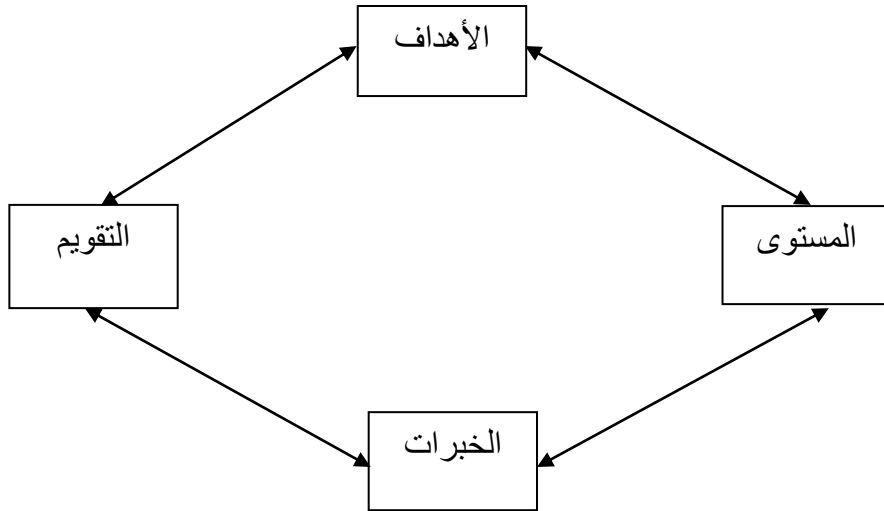 الأهداف
المستوى
التقويم
الخبرات